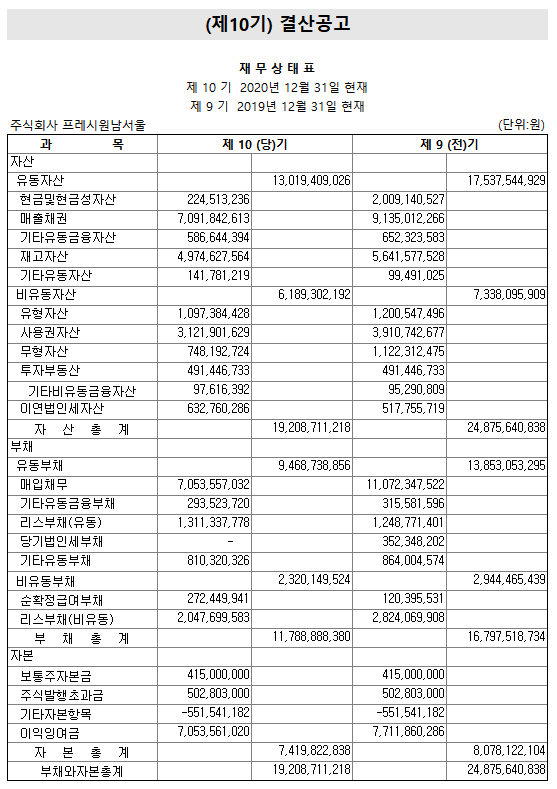 (제10기) 결산공고
재 무 상 태 표
제 10 기 2020년 12월 31일 현재
제 9 기 2019년 12월 31일 현재
주식회사 프레시원남서울 (단위:원)
과 목 제 10 (당)기 제 9 (전)기
자산
유동자산 13,019,409,026 17,537,544,929
현금및현금성자산 224,513,236 2,009,140,527
매출채권 7,091,842,613 9,135,012,266
기타유동금융자산 586,644,394 652,323,583
재고자산 4,974,627,564 5,641,577,528
기타유동자산 141,781,219 99,491,025
비유동자산 6,189,302,192 7,338,095,909
유형자산 1,097,384,428 1,200,547,496
사용권자산 3,121,901,629 3,910,742,677
무형자산 748,192,724 1,122,312,475
투자부동산 491,446,733 491,446,733
기타비유동금융자산 97,616,392 95,290,809
이연법인세자산 632,760,286 517,755,719
자 산 총 계 19,208,711,218 24,875,640,838
부채
유동부채 9,468,738,856 13,853,053,295
매입채무 7,053,557,032 11,072,347,522
기타유동금융부채 293,523,720 315,581,596
리스부채(유동) 1,311,337,778 1,248,771,401
당기법인세부채 - 352,348,202
기타유동부채 810,320,326 864,004,574
비유동부채 2,320,149,524 2,944,465,439
순확정급여부채 272,449,941 120,395,531
리스부채(비유동) 2,047,699,583 2,824,069,908
부 채 총 계 11,788,888,380 16,797,518,734
자본
보통주자본금 415,000,000 415,000,000
주식발행초과금 502,803,000 502,803,000
기타자본항목 -551,541,182 -551,541,182
이익잉여금 7,053,561,020 7,711,860,286
자 본 총 계 7,419,822,838 8,078,122,104
부채와자본총계 19,208,711,218 24,875,640,838